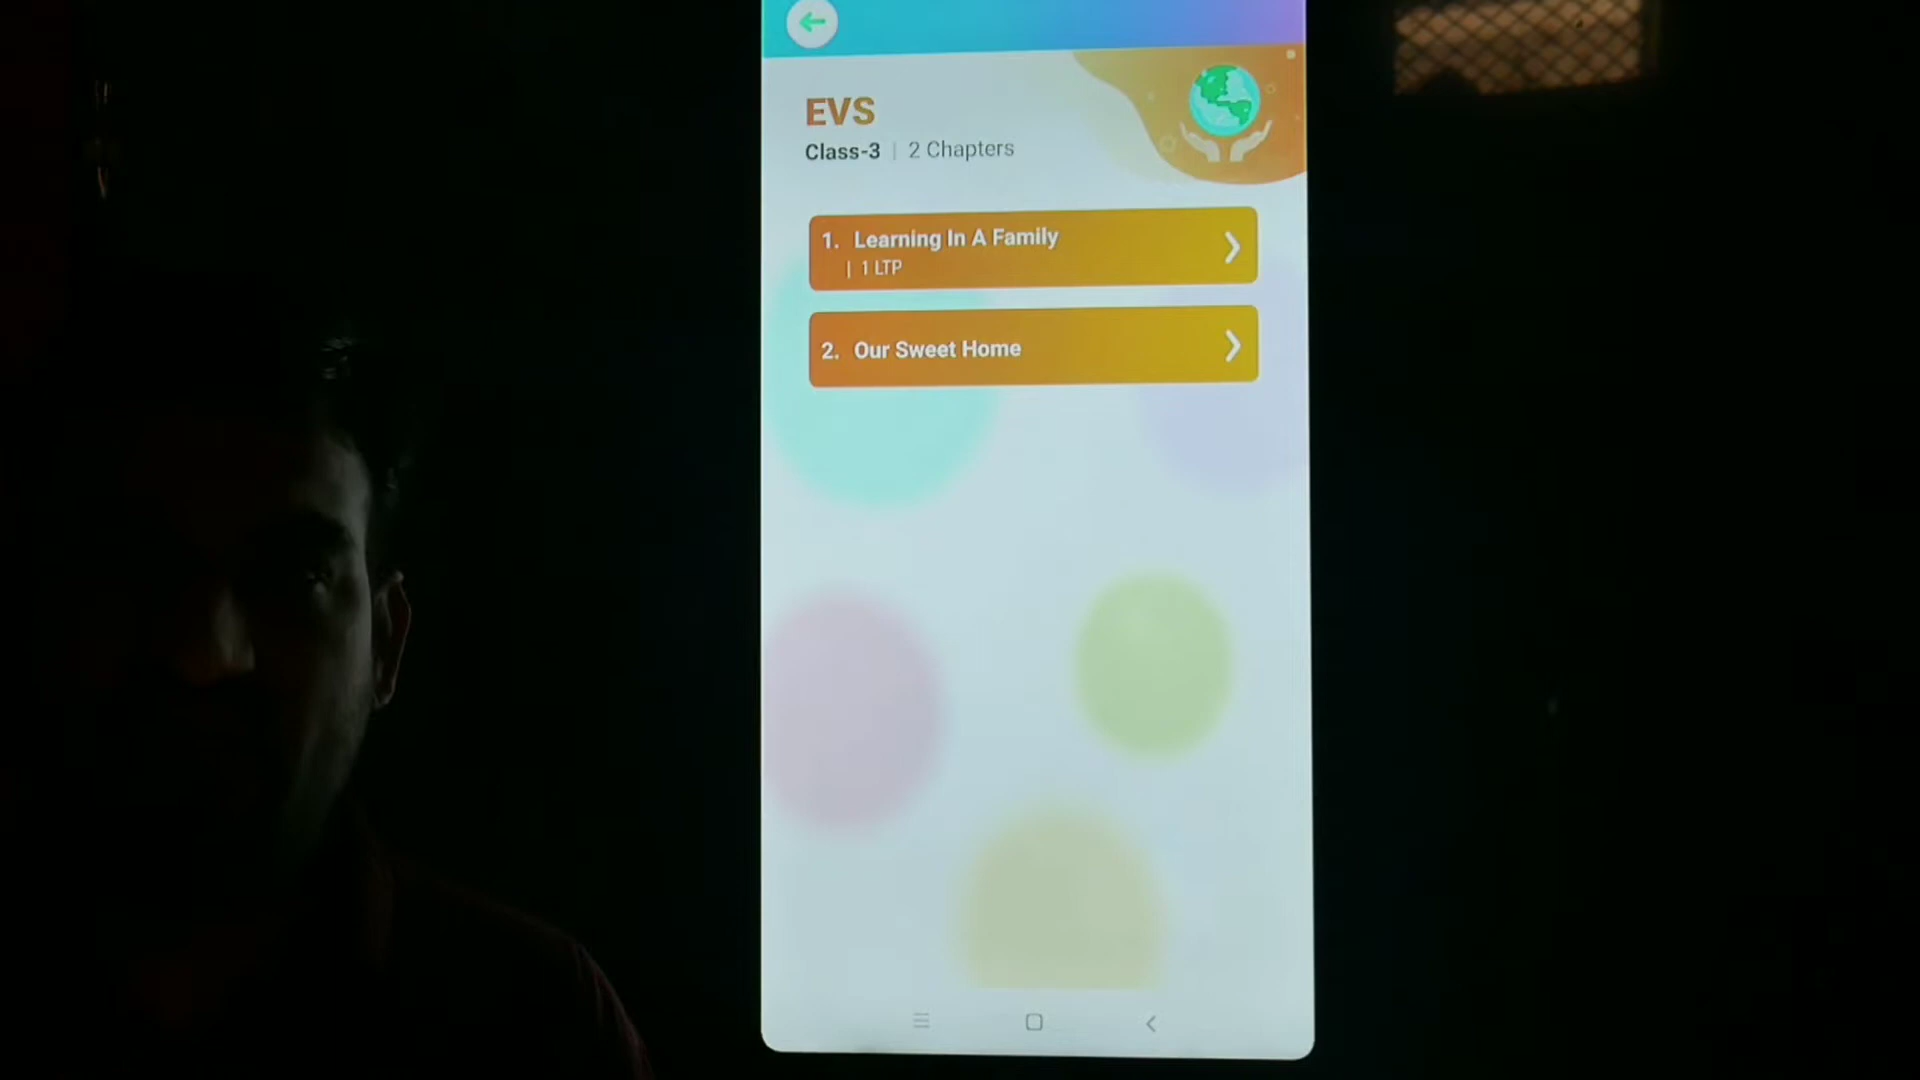 EVS
Class-3 | 2 Chapters
1. Learning In A Family
| 1 LTP
2. Our Sweet Home